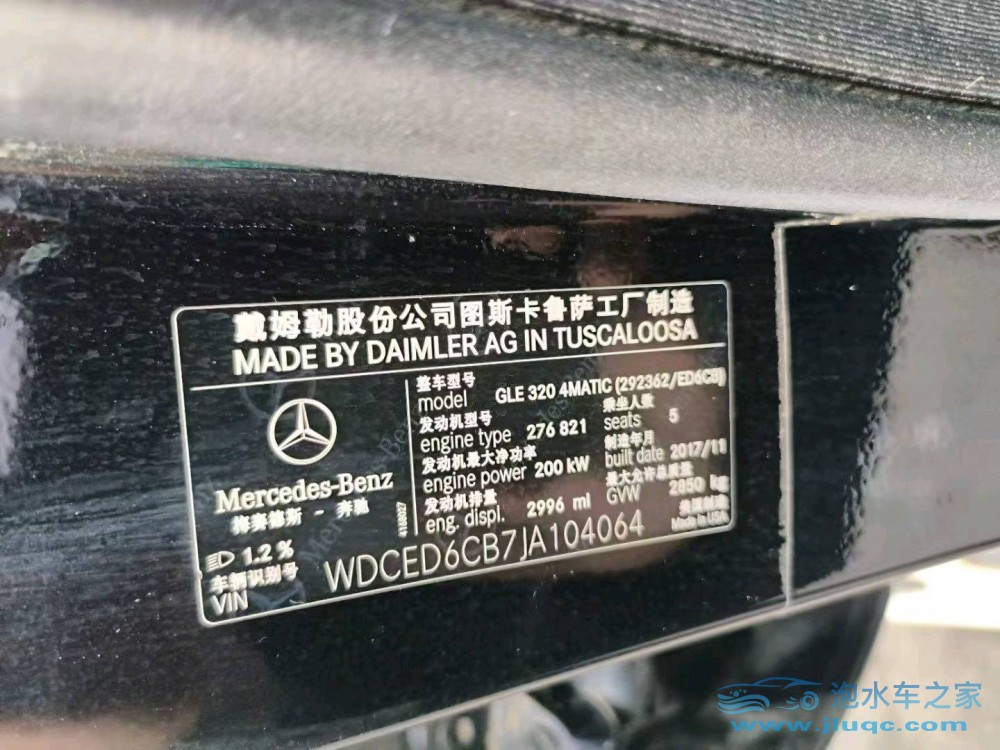 戴姆勒股份公司图斯卡鲁萨工厂制造
MADE BY DAIMLER AG IN TUSCALOOSA
整车型号
model GLE 320 4MATIC (292362/ED6CB)
发动机型号 乘坐人数
engine type 276 821 seats 5
发动机最大净功率 制造年月
engine power 200 kW built date 2017/11
发动机排量 最大允许总质量
eng. displ. 2996 ml GVW 2850 kg
美国制造
Made in USA
Mercedes-Benz
梅赛德斯 - 奔驰
4168027
1.2 %
车辆识别号
VIN WDCED6CB7JA104064
泡水车之家
www.jluqc.com